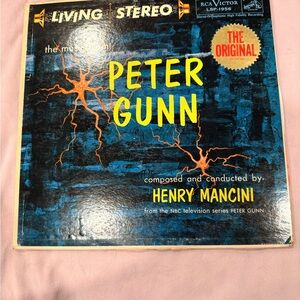 LIVING STEREO
RCA VICTOR
LSP-1956
THE
ORIGINAL
the music from
PETER
GUNN
composed and conducted by-
HENRY MANCINI
from the NBC television series PETER GUNN